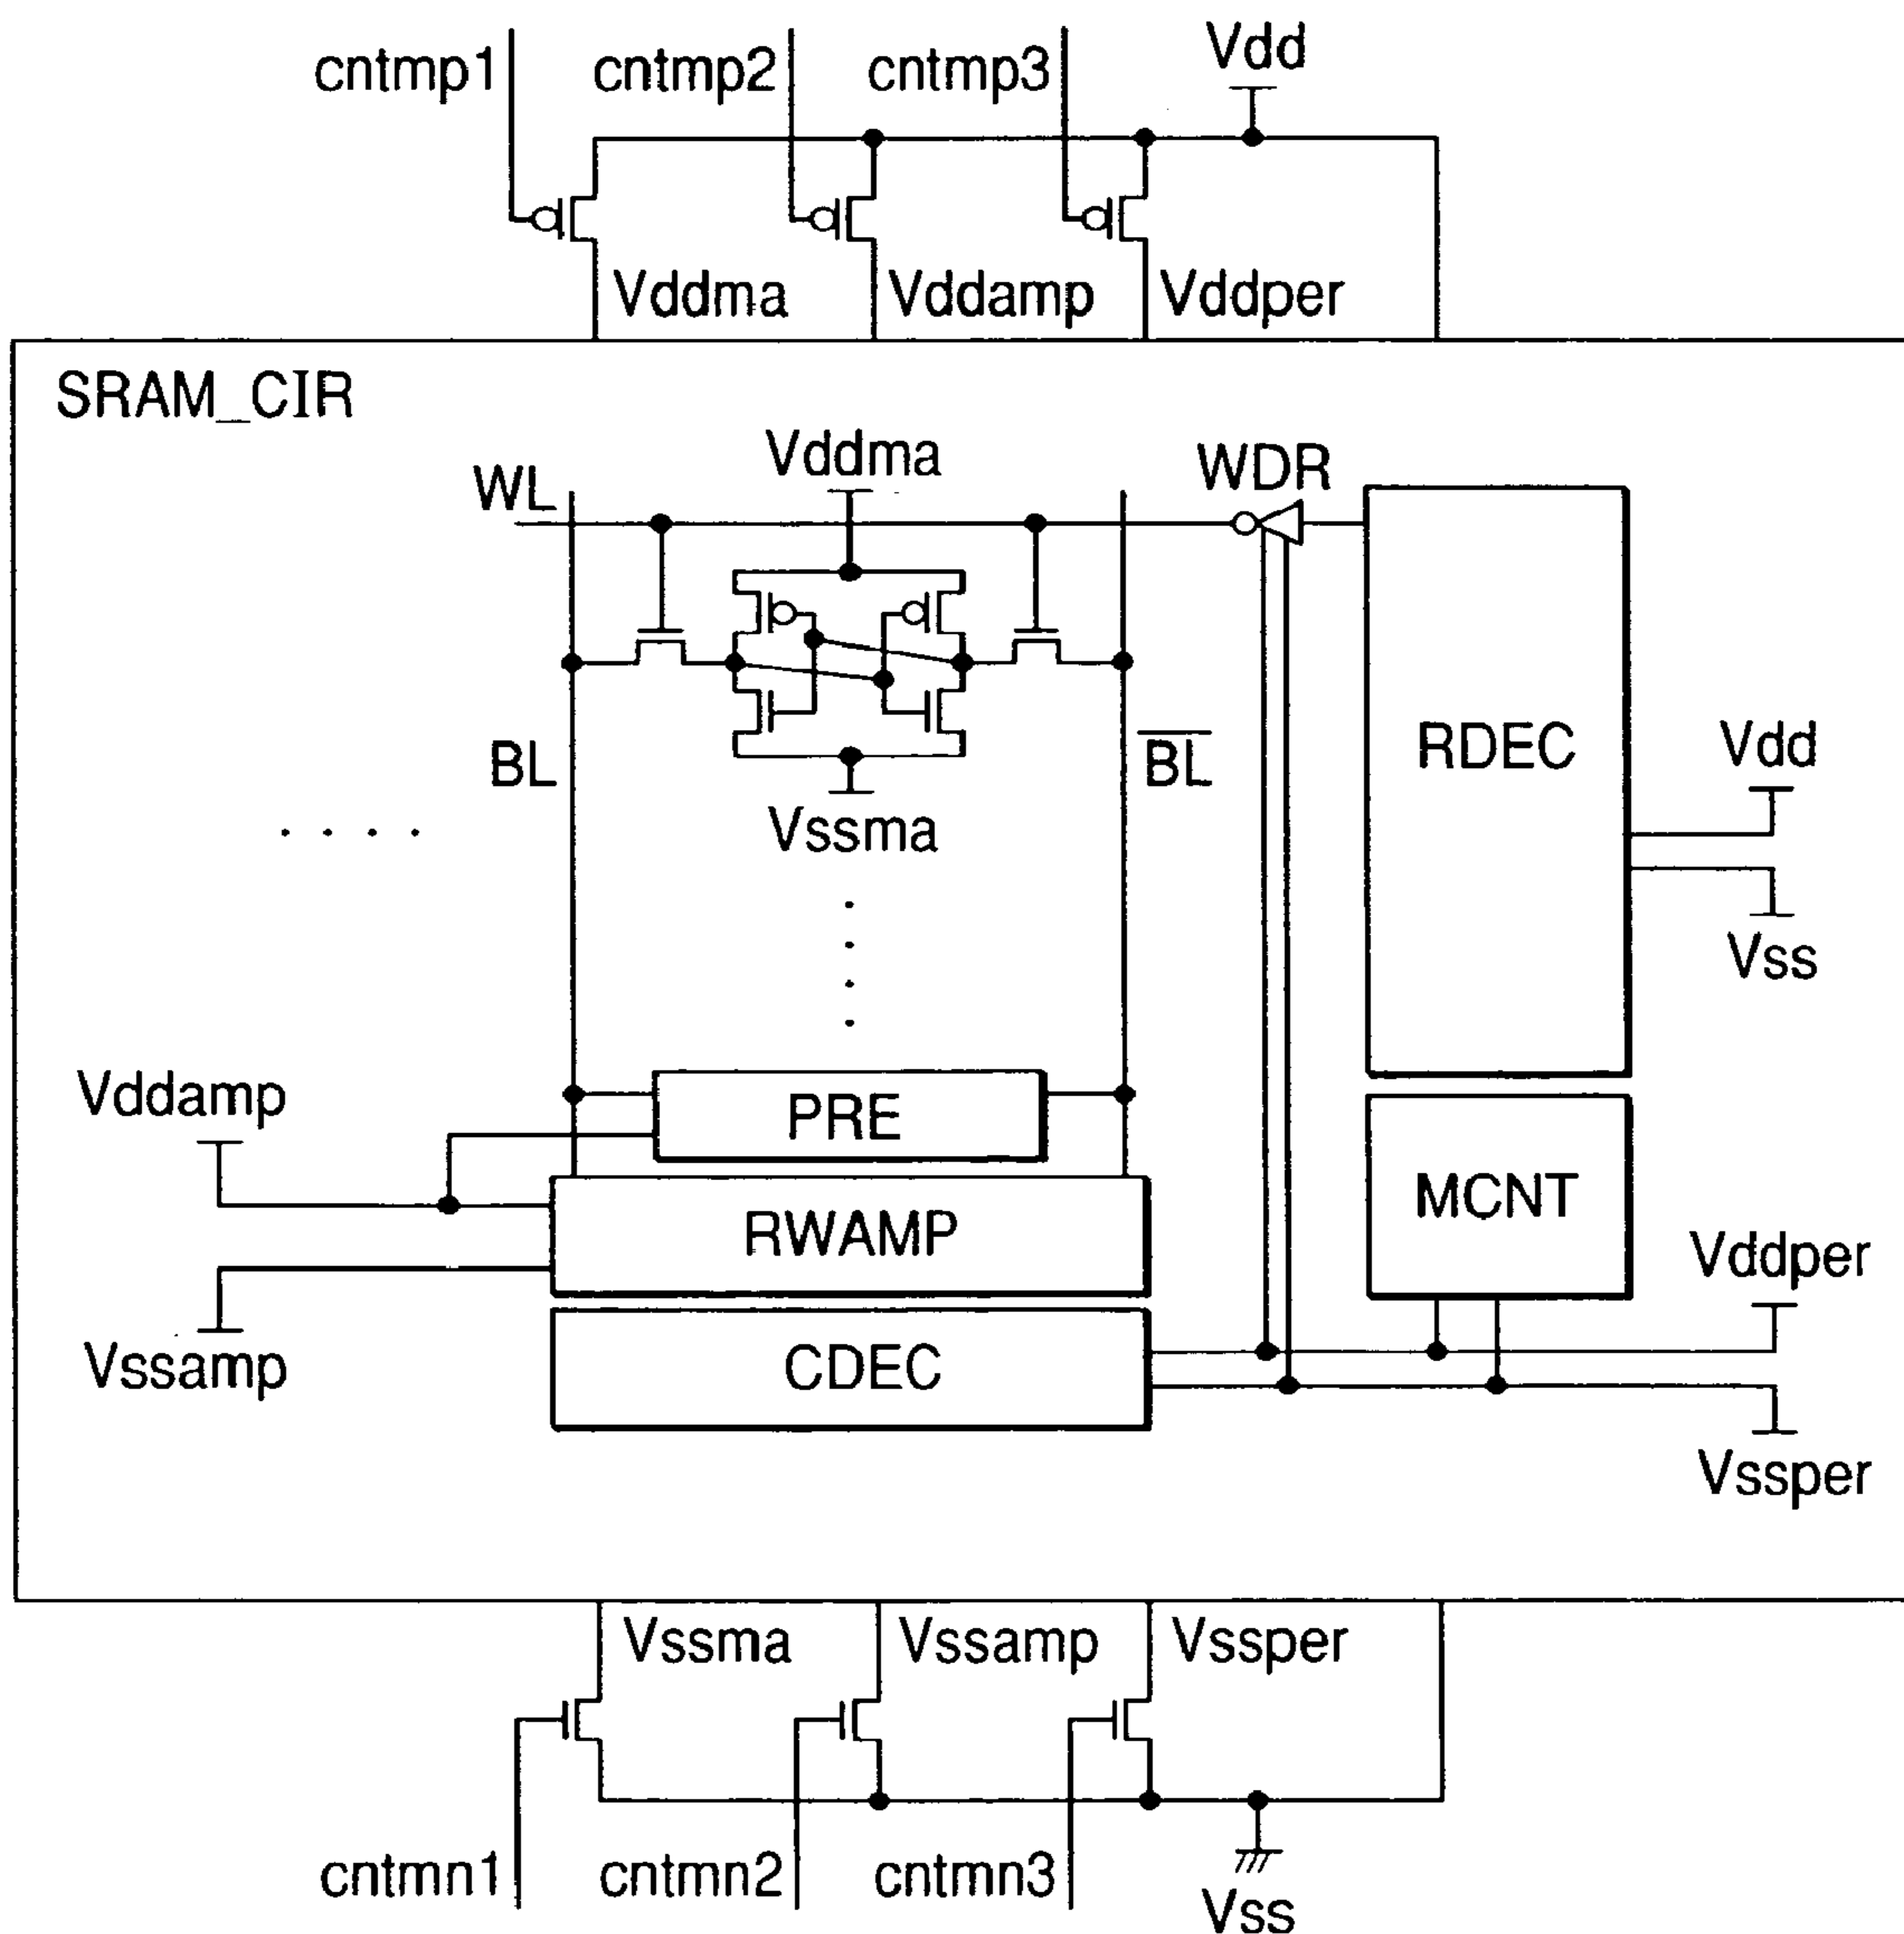 cntmp1 cntmp2 cntmp3 Vdd
Vddma Vddamp Vddper
SRAM_CIR
Vddma
WL
WDR
RDEC
BL
B̅L̅
Vdd
Vssma
Vss
Vddamp
PRE
MCNT
RWAMP
Vddper
Vssamp
CDEC
Vssper
Vssma Vssamp Vssper
cntmn1 cntmn2 cntmn3 Vss